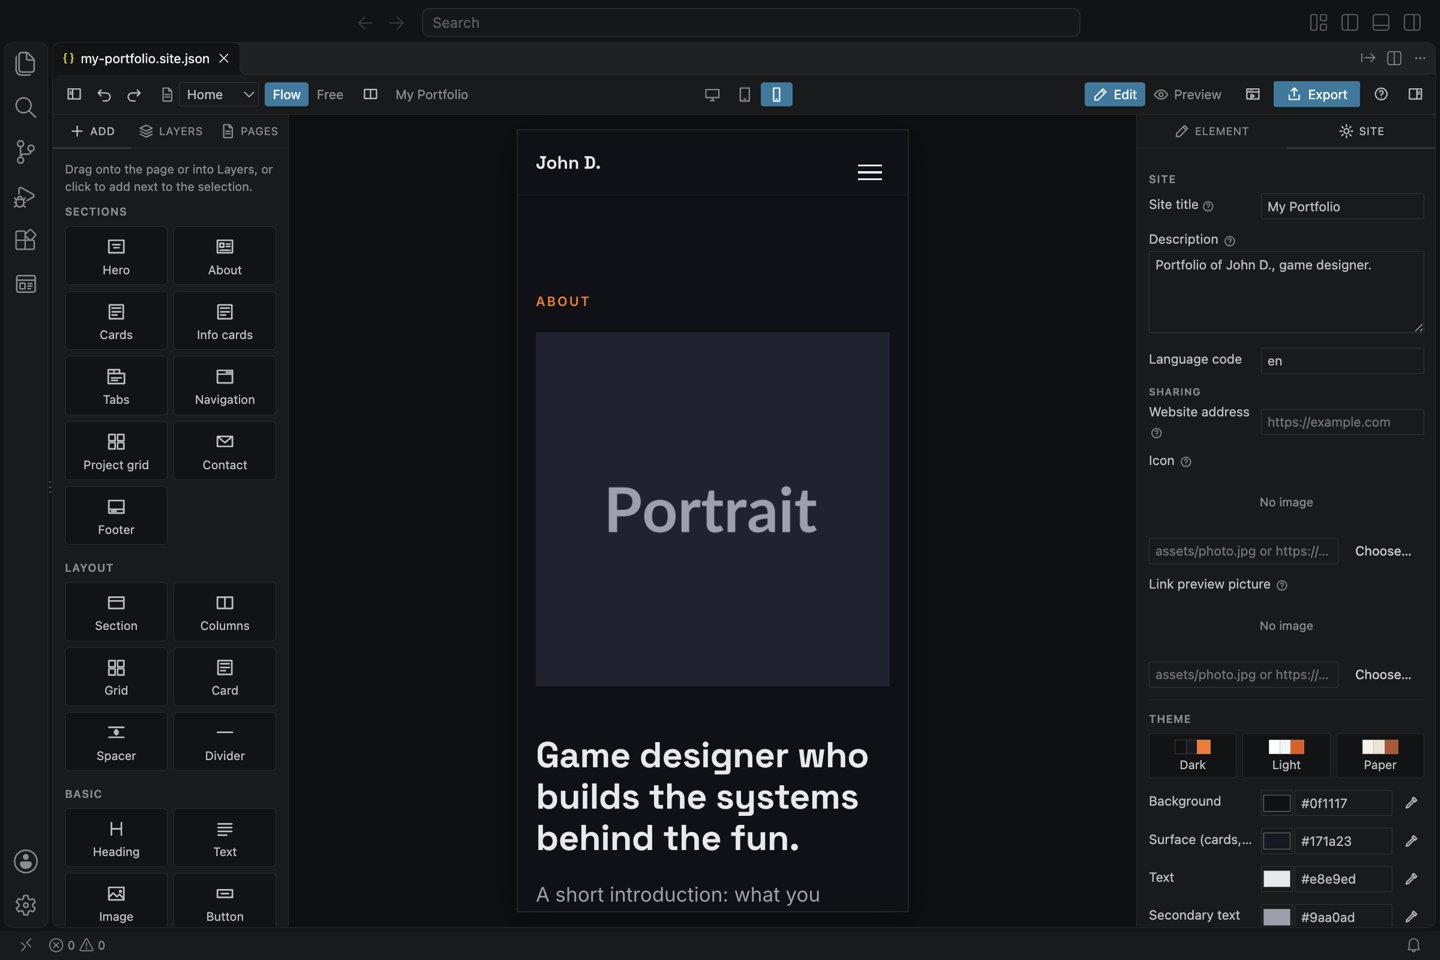 Search
my-portfolio.site.json
Home
Flow
Free
My Portfolio
Edit
Preview
Export
ADD
LAYERS
PAGES
Drag onto the page or into Layers, or
click to add next to the selection.
SECTIONS
Hero
About
Cards
Info cards
Tabs
Navigation
Project grid
Contact
Footer
LAYOUT
Section
Columns
Grid
Card
Spacer
Divider
BASIC
Heading
Text
Image
Button
John D.
ABOUT
Portrait
Game designer who
builds the systems
behind the fun.
A short introduction: what you
ELEMENT
SITE
SITE
Site title
My Portfolio
Description
Portfolio of John D., game designer.
Language code
en
SHARING
Website address
https://example.com
Icon
No image
assets/photo.jpg or https://...
Choose...
Link preview picture
No image
assets/photo.jpg or https://...
Choose...
THEME
Dark
Light
Paper
Background
#0f1117
Surface (cards,...
#171a23
Text
#e8e9ed
Secondary text
#9aa0ad
0
0